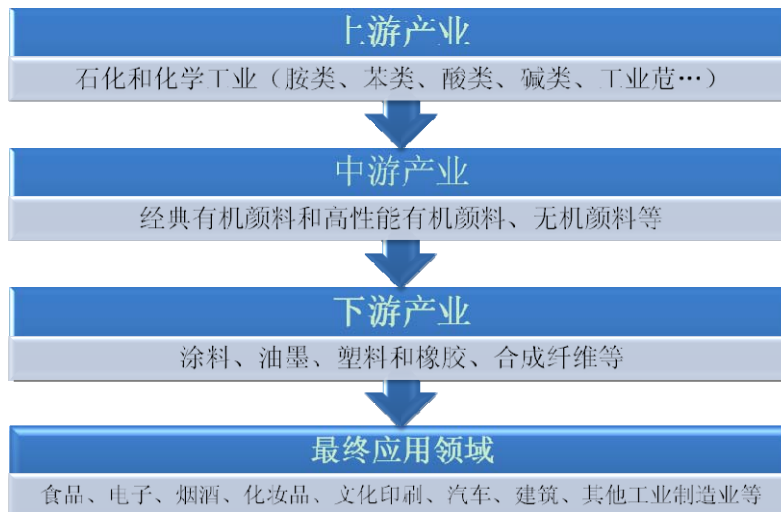 上游产业
石化和化学工业（胺类、苯类、酸类、碱类、工业苊…）
中游产业
经典有机颜料和高性能有机颜料、无机颜料等
下游产业
涂料、油墨、塑料和橡胶、合成纤维等
最终应用领域
食品、电子、烟酒、化妆品、文化印刷、汽车、建筑、其他工业制造业等